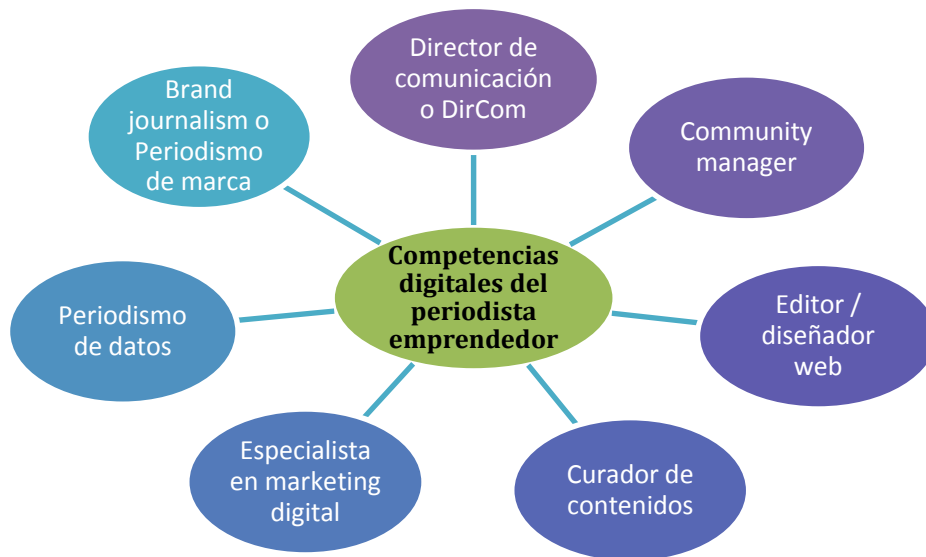 Director de
comunicación
o DirCom
Community
manager
Editor /
diseñador
web
Curador de
contenidos
Especialista
en marketing
digital
Periodismo
de datos
Brand
journalism o
Periodismo
de marca
Competencias
digitales del
periodista
emprendedor